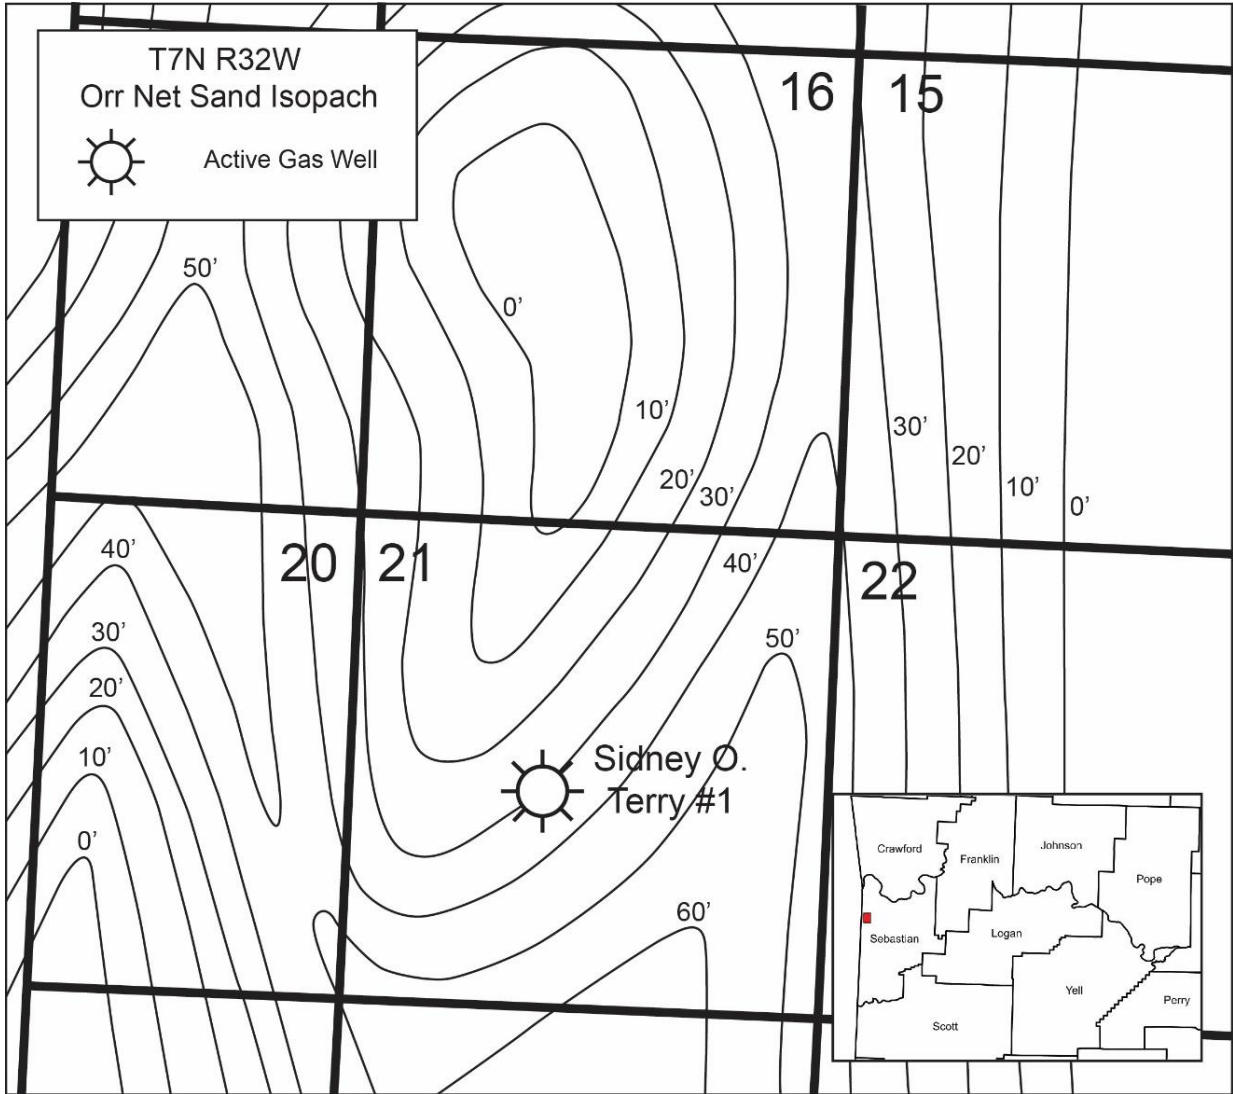 T7N R32W
Orr Net Sand Isopach
Active Gas Well
16
15
50'
0'
10'
30'
20'
20'
30'
10'
0'
40'
20
21
22
40'
30'
20'
10'
0'
50'
Sidney O.
Terry #1
60'
Crawford
Franklin
Johnson
Pope
Sebastian
Logan
Yell
Perry
Scott